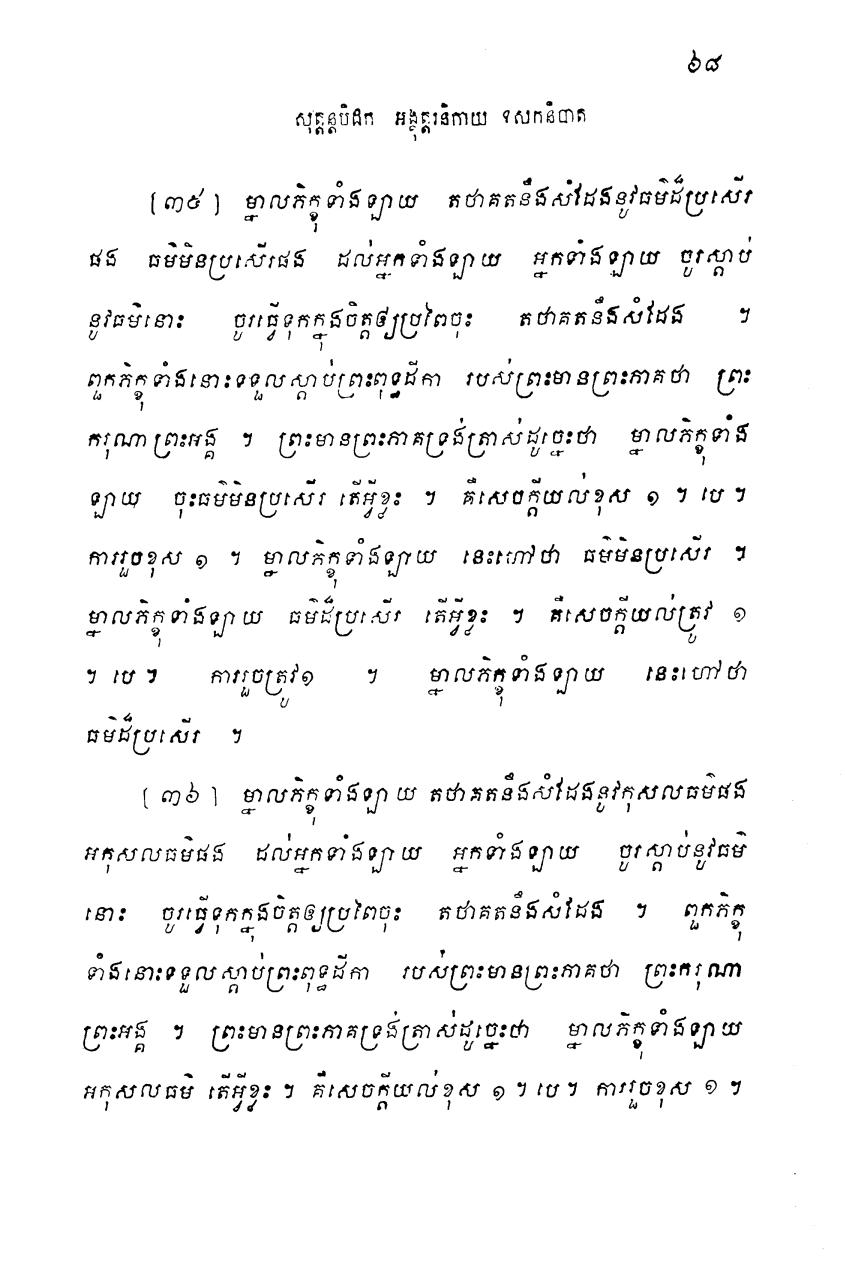 ៦៨
សុត្តន្តបិដក អង្គុត្តរនិកាយ ទសកនិបាត
[៣៥] ម្នាលភិក្ខុទាំងឡាយ តថាគតនឹងសំដែងនូវធម៌ដ៏ប្រសើរ
ផង ធម៌មិនប្រសើរផង ដល់អ្នកទាំងឡាយ អ្នកទាំងឡាយ ចូរស្តាប់
នូវធម៌នោះ ចូរធ្វើទុកក្នុងចិត្តឲ្យប្រពៃចុះ តថាគតនឹងសំដែង ។
ពួកភិក្ខុទាំងនោះទទួលស្តាប់ព្រះពុទ្ធដីកា របស់ព្រះមានព្រះភាគថា ព្រះ
ករុណាព្រះអង្គ ។ ព្រះមានព្រះភាគទ្រង់ត្រាស់ដូច្នេះថា ម្នាលភិក្ខុទាំង
ឡាយ ចុះធម៌មិនប្រសើរ តើអ្វីខ្លះ ។ គឺសេចក្តីយល់ខុស ១ ។ បេ ។
ការរួចខុស ១ ។ ម្នាលភិក្ខុទាំងឡាយ នេះហៅថា ធម៌មិនប្រសើរ ។
ម្នាលភិក្ខុទាំងឡាយ ធម៌ដ៏ប្រសើរ តើអ្វីខ្លះ ។ គឺសេចក្តីយល់ត្រូវ ១
។ បេ ។ ការរួចត្រូវ១ ។ ម្នាលភិក្ខុទាំងឡាយ នេះហៅថា
ធម៌ដ៏ប្រសើរ ។
[៣៦] ម្នាលភិក្ខុទាំងឡាយ តថាគតនឹងសំដែងនូវកុសលធម៌ផង
អកុសលធម៌ផង ដល់អ្នកទាំងឡាយ អ្នកទាំងឡាយ ចូរស្តាប់នូវធម៌
នោះ ចូរធ្វើទុកក្នុងចិត្តឲ្យប្រពៃចុះ តថាគតនឹងសំដែង ។ ពួកភិក្ខុ
ទាំងនោះទទួលស្តាប់ព្រះពុទ្ធដីកា របស់ព្រះមានព្រះភាគថា ព្រះករុណា
ព្រះអង្គ ។ ព្រះមានព្រះភាគទ្រង់ត្រាស់ដូច្នេះថា ម្នាលភិក្ខុទាំងឡាយ
អកុសលធម៌ តើអ្វីខ្លះ ។ គឺសេចក្តីយល់ខុស ១ ។ បេ ។ ការរួចខុស ១ ។